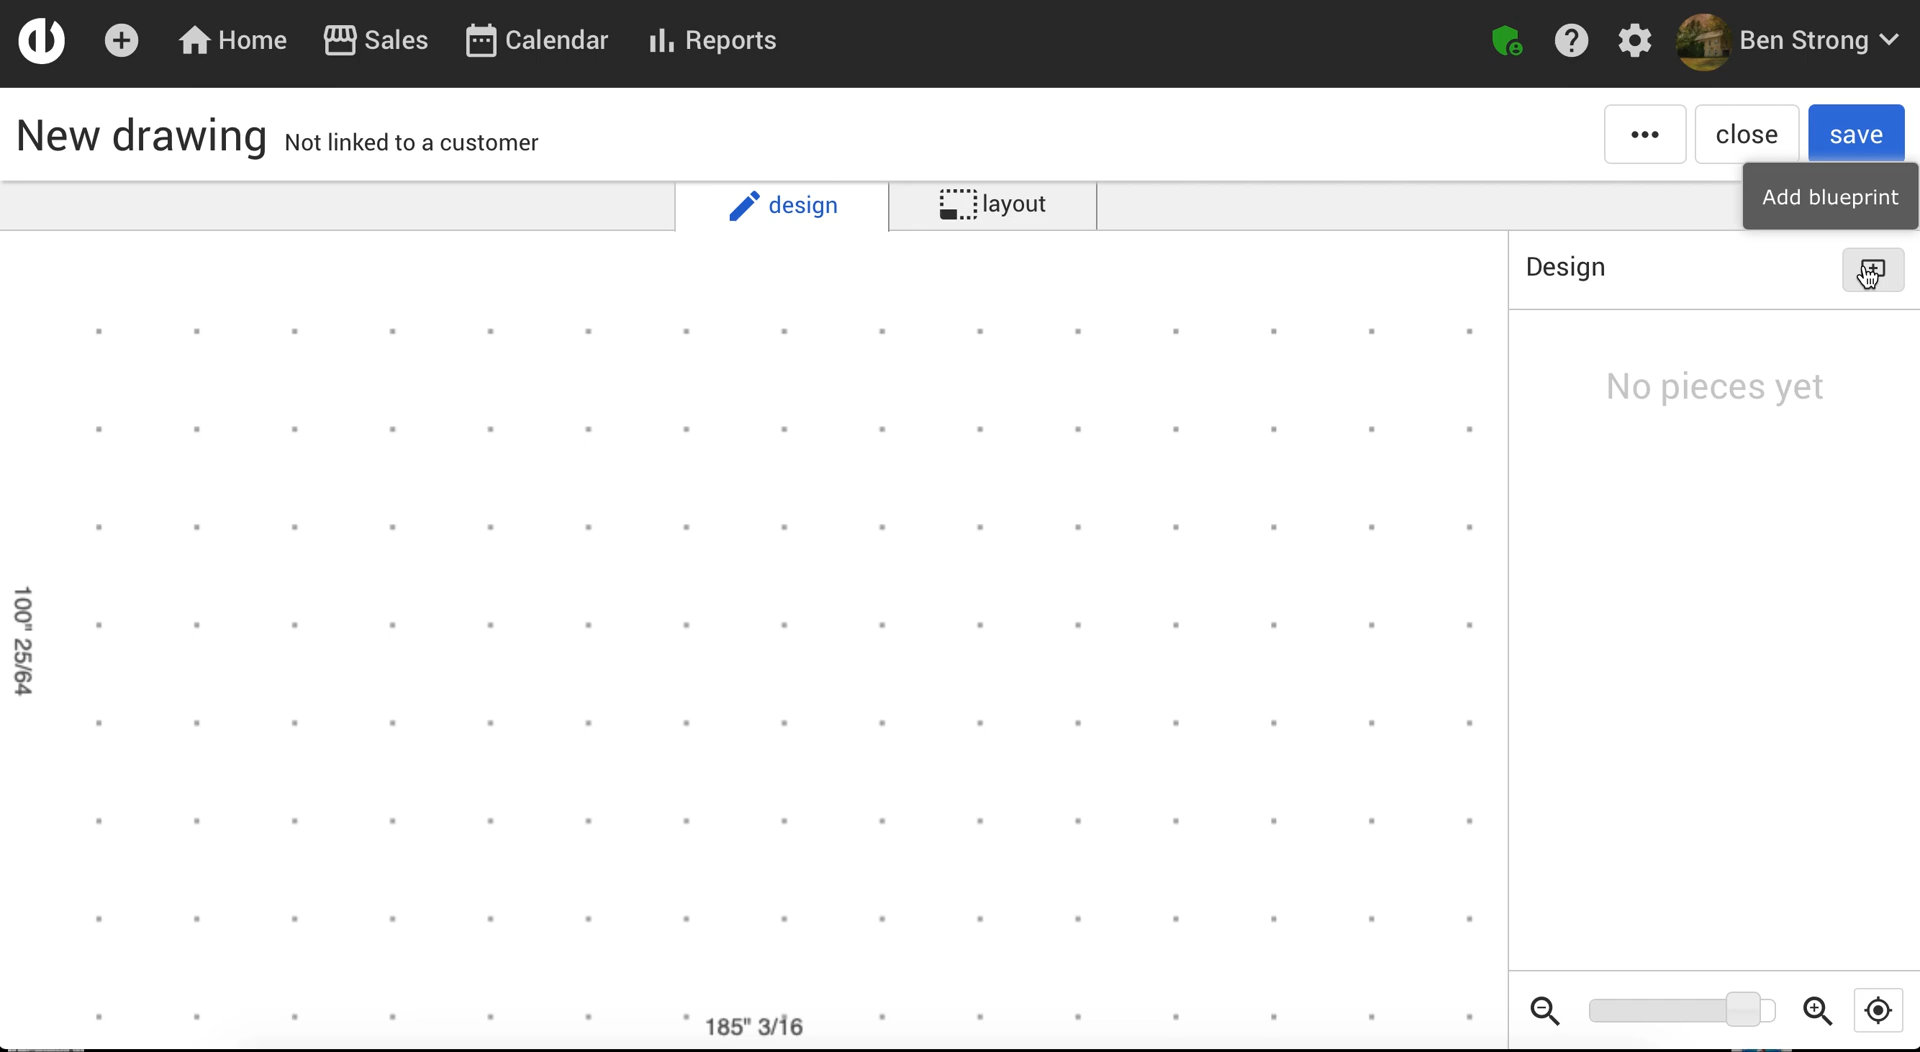 Home Sales Calendar Reports Ben Strong
New drawing Not linked to a customer ••• close save
Add blueprint
design layout
Design
No pieces yet
100" 25/64
185" 3/16